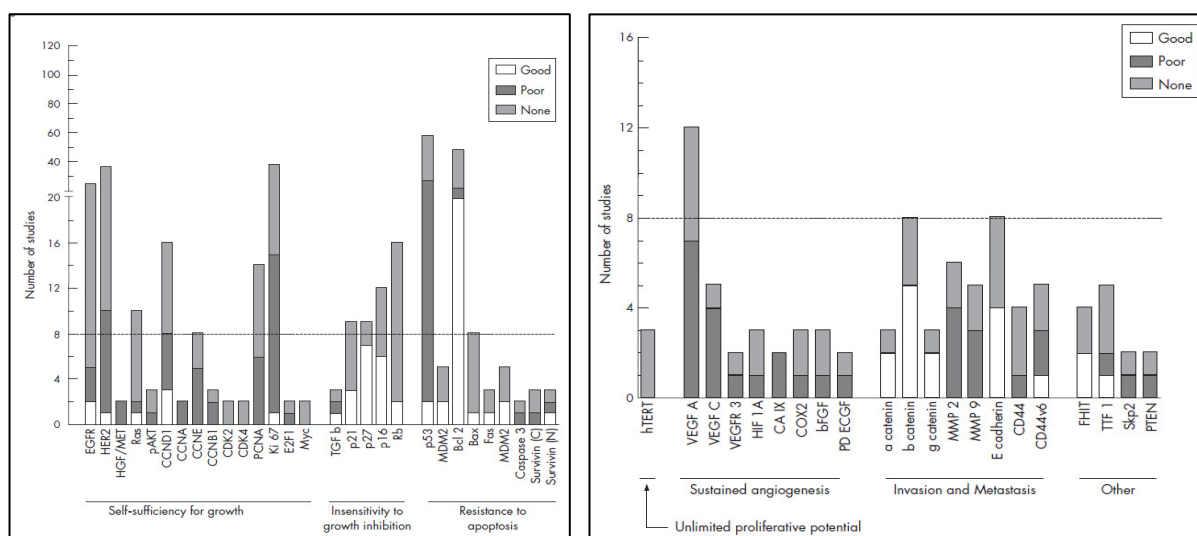 120
100
80
60
40
20
16
12
8
4
0
Number of studies
Good
Poor
None
EGFR
HER2
HGF/MET
Ras
pAKT
CCND1
CCNA
CCNE
CCNB1
CDK2
CDK4
PCNA
Ki 67
E2F1
Myc
TGF b
p21
p27
p16
Rb
p53
MDM2
Bcl 2
Bax
Fas
MDM2
Caspase 3
Survivin (C)
Survivin (N)
Self-sufficiency for growth
Insensitivity to
growth inhibition
Resistance to
apoptosis
16
12
8
4
0
Number of studies
Good
Poor
None
hTERT
VEGF A
VEGF C
VEGFR 3
HIF 1A
CA IX
COX2
bFGF
PD ECGF
a catenin
b catenin
g catenin
MMP 2
MMP 9
E cadherin
CD44
CD44v6
FHIT
TTF 1
Skp2
PTEN
Sustained angiogenesis
Invasion and Metastasis
Other
Unlimited proliferative potential